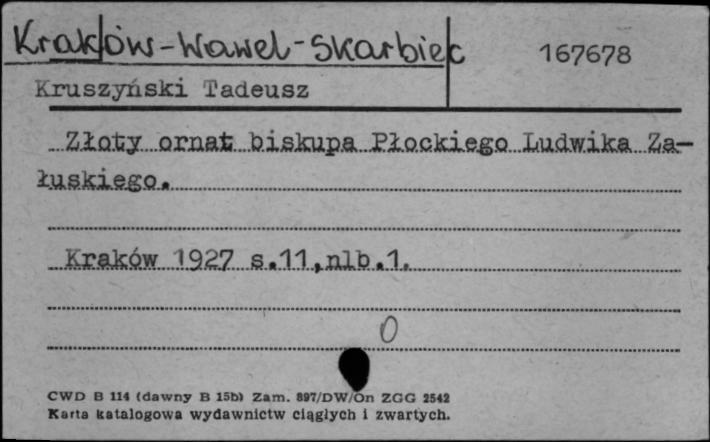 Kraków-Wawel-Skarbiec 167678
Kruszyński Tadeusz
Złoty ornat biskupa Płockiego Ludwika Za-
łuskiego.
Kraków 1927 s.11,nlb.1.
0
CWD B 114 (dawny B 15b) Zam. 897/DW/On ZGG 2542
Karta katalogowa wydawnictw ciągłych i zwartych.